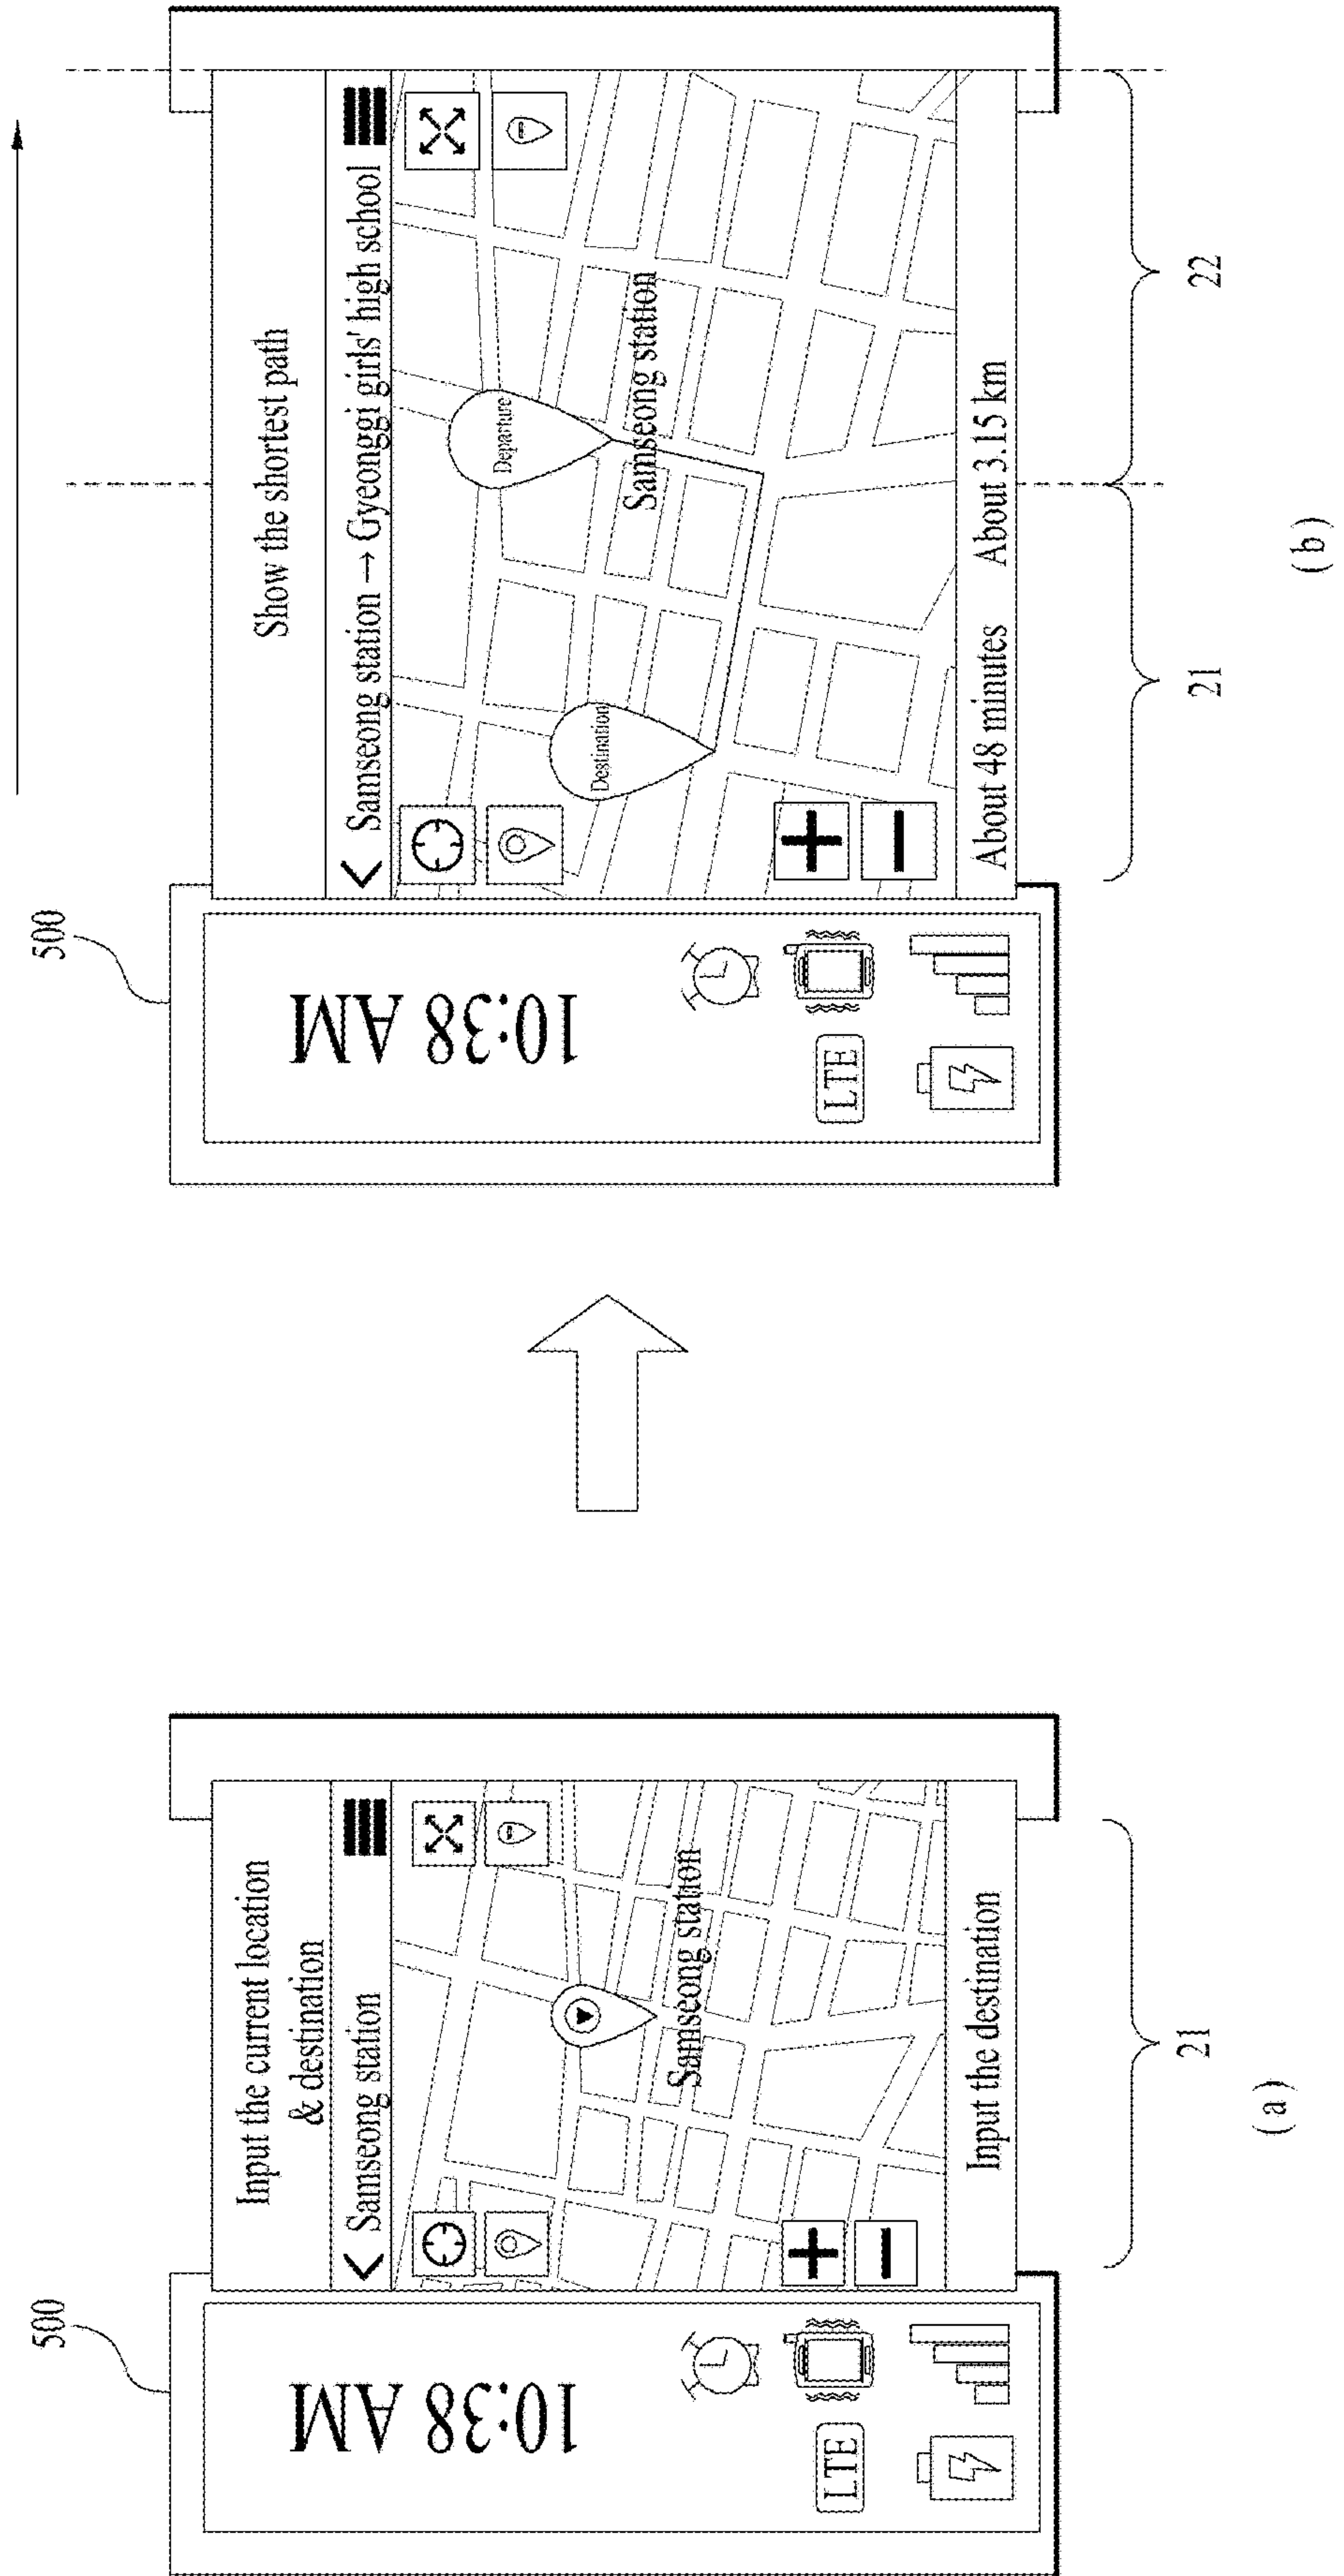 500
10:38 AM
LTE
Input the current location
& destination
Samseong station
Samseong station
Input the destination
21
(a)
500
10:38 AM
LTE
Show the shortest path
Samseong station → Gyeonggi girls' high school
Departure
Destination
Samseong station
About 48 minutes About 3.15 km
21
22
(b)